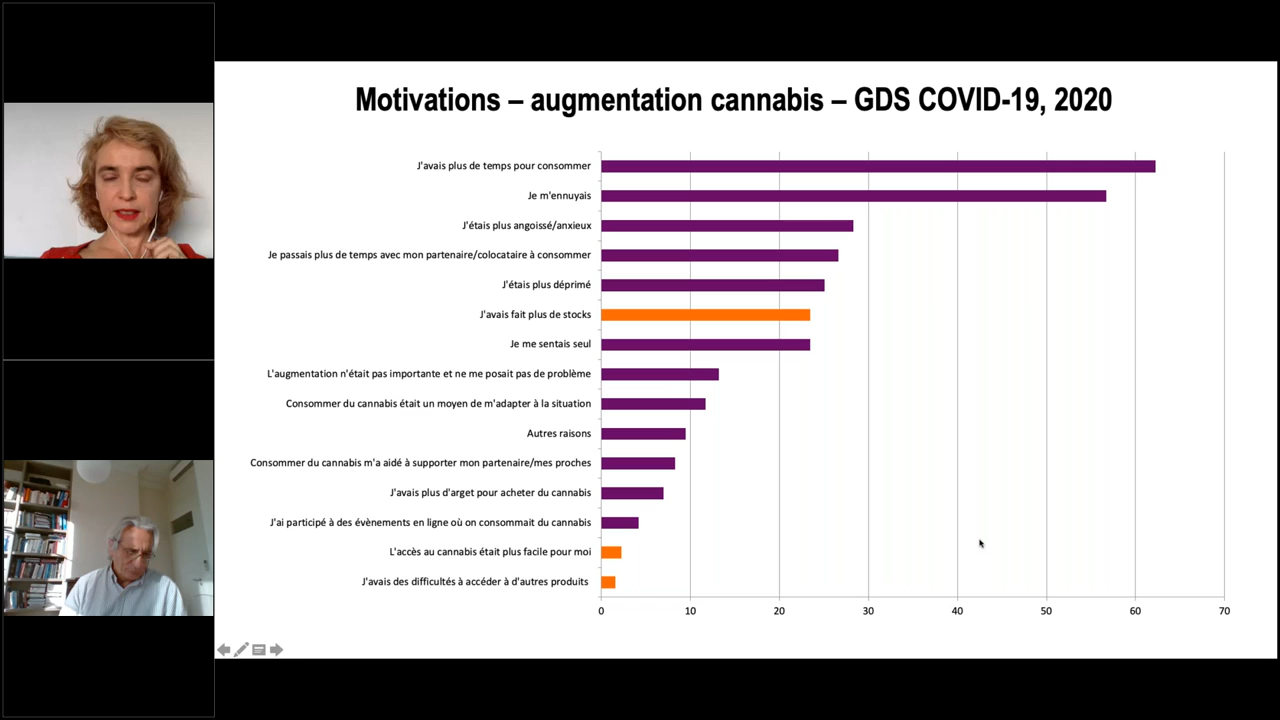 Motivations – augmentation cannabis – GDS COVID-19, 2020
J'avais plus de temps pour consommer
Je m'ennuyais
J'étais plus angoissé/anxieux
Je passais plus de temps avec mon partenaire/colocataire à consommer
J'étais plus déprimé
J'avais fait plus de stocks
Je me sentais seul
L'augmentation n'était pas importante et ne me posait pas de problème
Consommer du cannabis était un moyen de m'adapter à la situation
Autres raisons
Consommer du cannabis m'a aidé à supporter mon partenaire/mes proches
J'avais plus d'arget pour acheter du cannabis
J'ai participé à des évènements en ligne où on consommait du cannabis
L'accès au cannabis était plus facile pour moi
J'avais des difficultés à accéder à d'autres produits
0 10 20 30 40 50 60 70